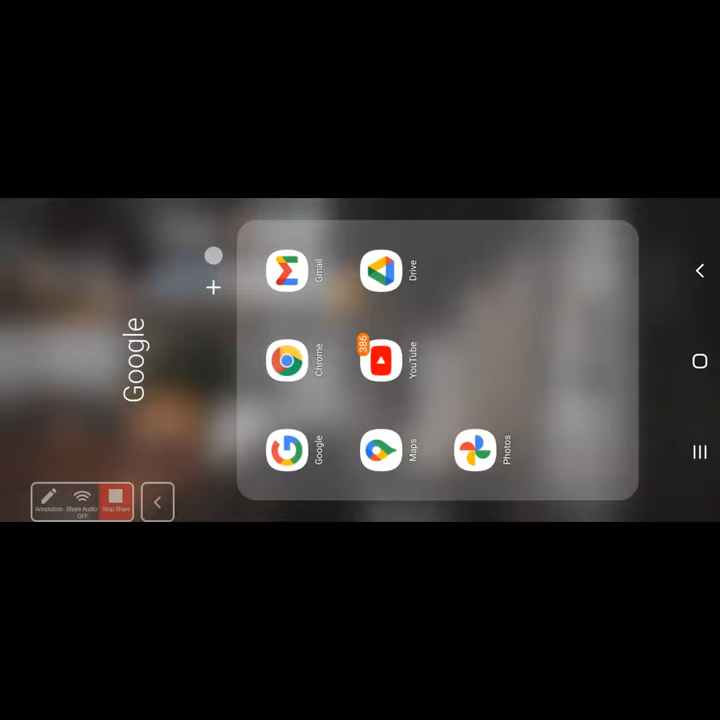 Google
Google
Chrome
Gmail
Maps
386
YouTube
Drive
Photos
Annotation
Share Audio
OFF
Stop Share